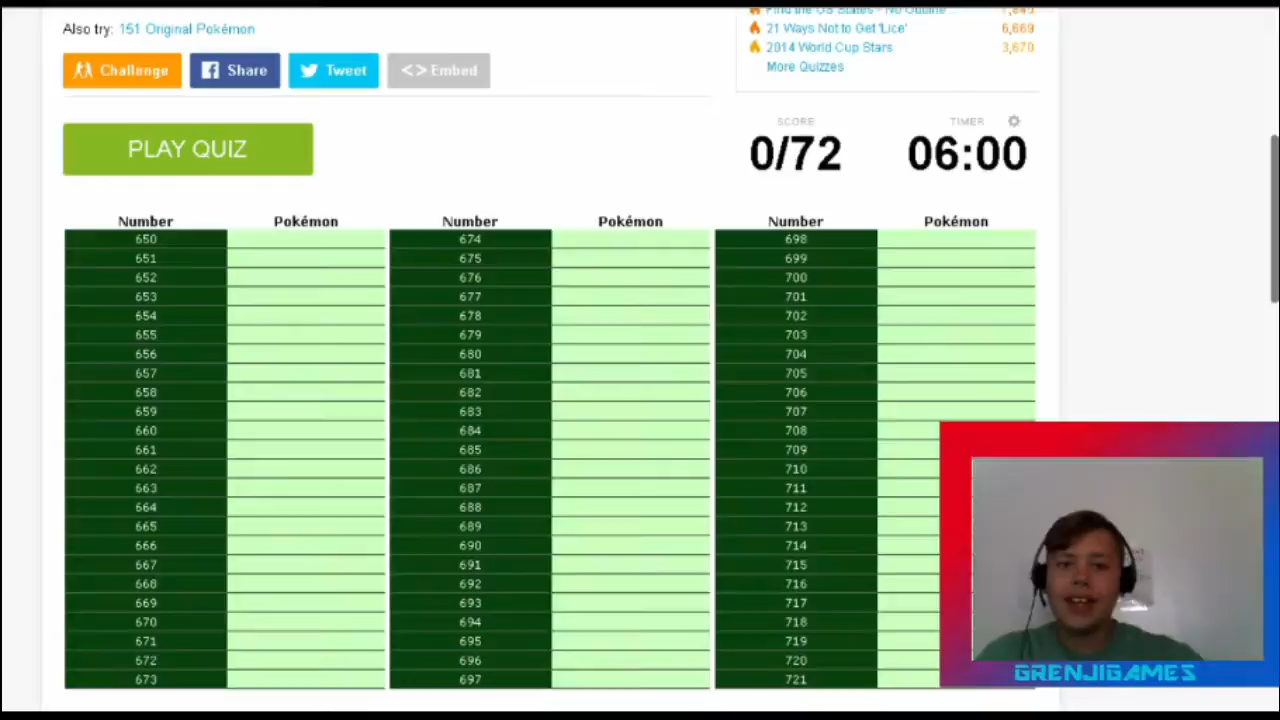 Also try: 151 Original Pokémon
Find the US States - No Outline ... 7,845
21 Ways Not to Get 'Lice' 6,669
2014 World Cup Stars 3,670
More Quizzes
Challenge Share Tweet <> Embed
PLAY QUIZ
SCORE TIMER
0/72 06:00
Number Pokémon Number Pokémon Number Pokémon
650 674 698
651 675 699
652 676 700
653 677 701
654 678 702
655 679 703
656 680 704
657 681 705
658 682 706
659 683 707
660 684 708
661 685 709
662 686 710
663 687 711
664 688 712
665 689 713
666 690 714
667 691 715
668 692 716
669 693 717
670 694 718
671 695 719
672 696 720
673 697 721
GRENJIGAMES